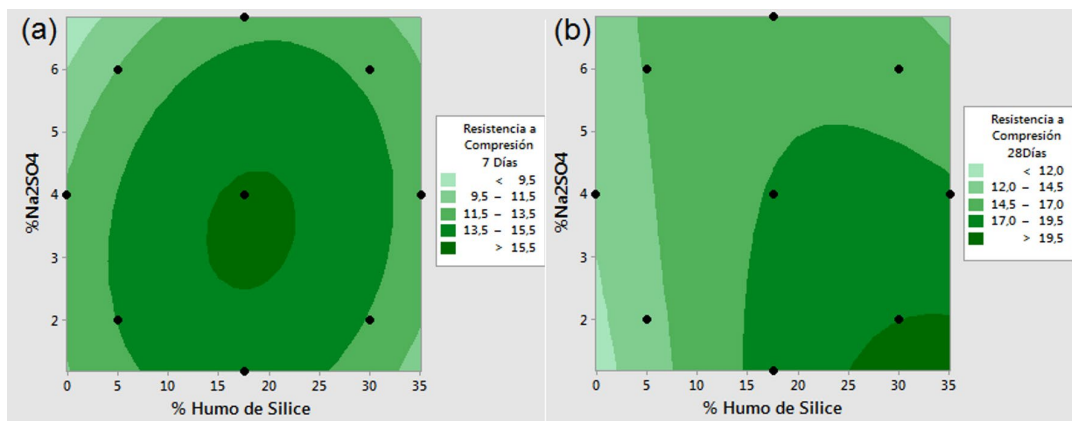 (a)
%Na2SO4
6
5
4
3
2
0 5 10 15 20 25 30 35
% Humo de Silice
Resistencia a
Compresión
7 Días
< 9,5
9,5 – 11,5
11,5 – 13,5
13,5 – 15,5
> 15,5
(b)
%Na2SO4
6
5
4
3
2
0 5 10 15 20 25 30 35
% Humo de Silice
Resistencia a
Compresión
28Días
< 12,0
12,0 – 14,5
14,5 – 17,0
17,0 – 19,5
> 19,5